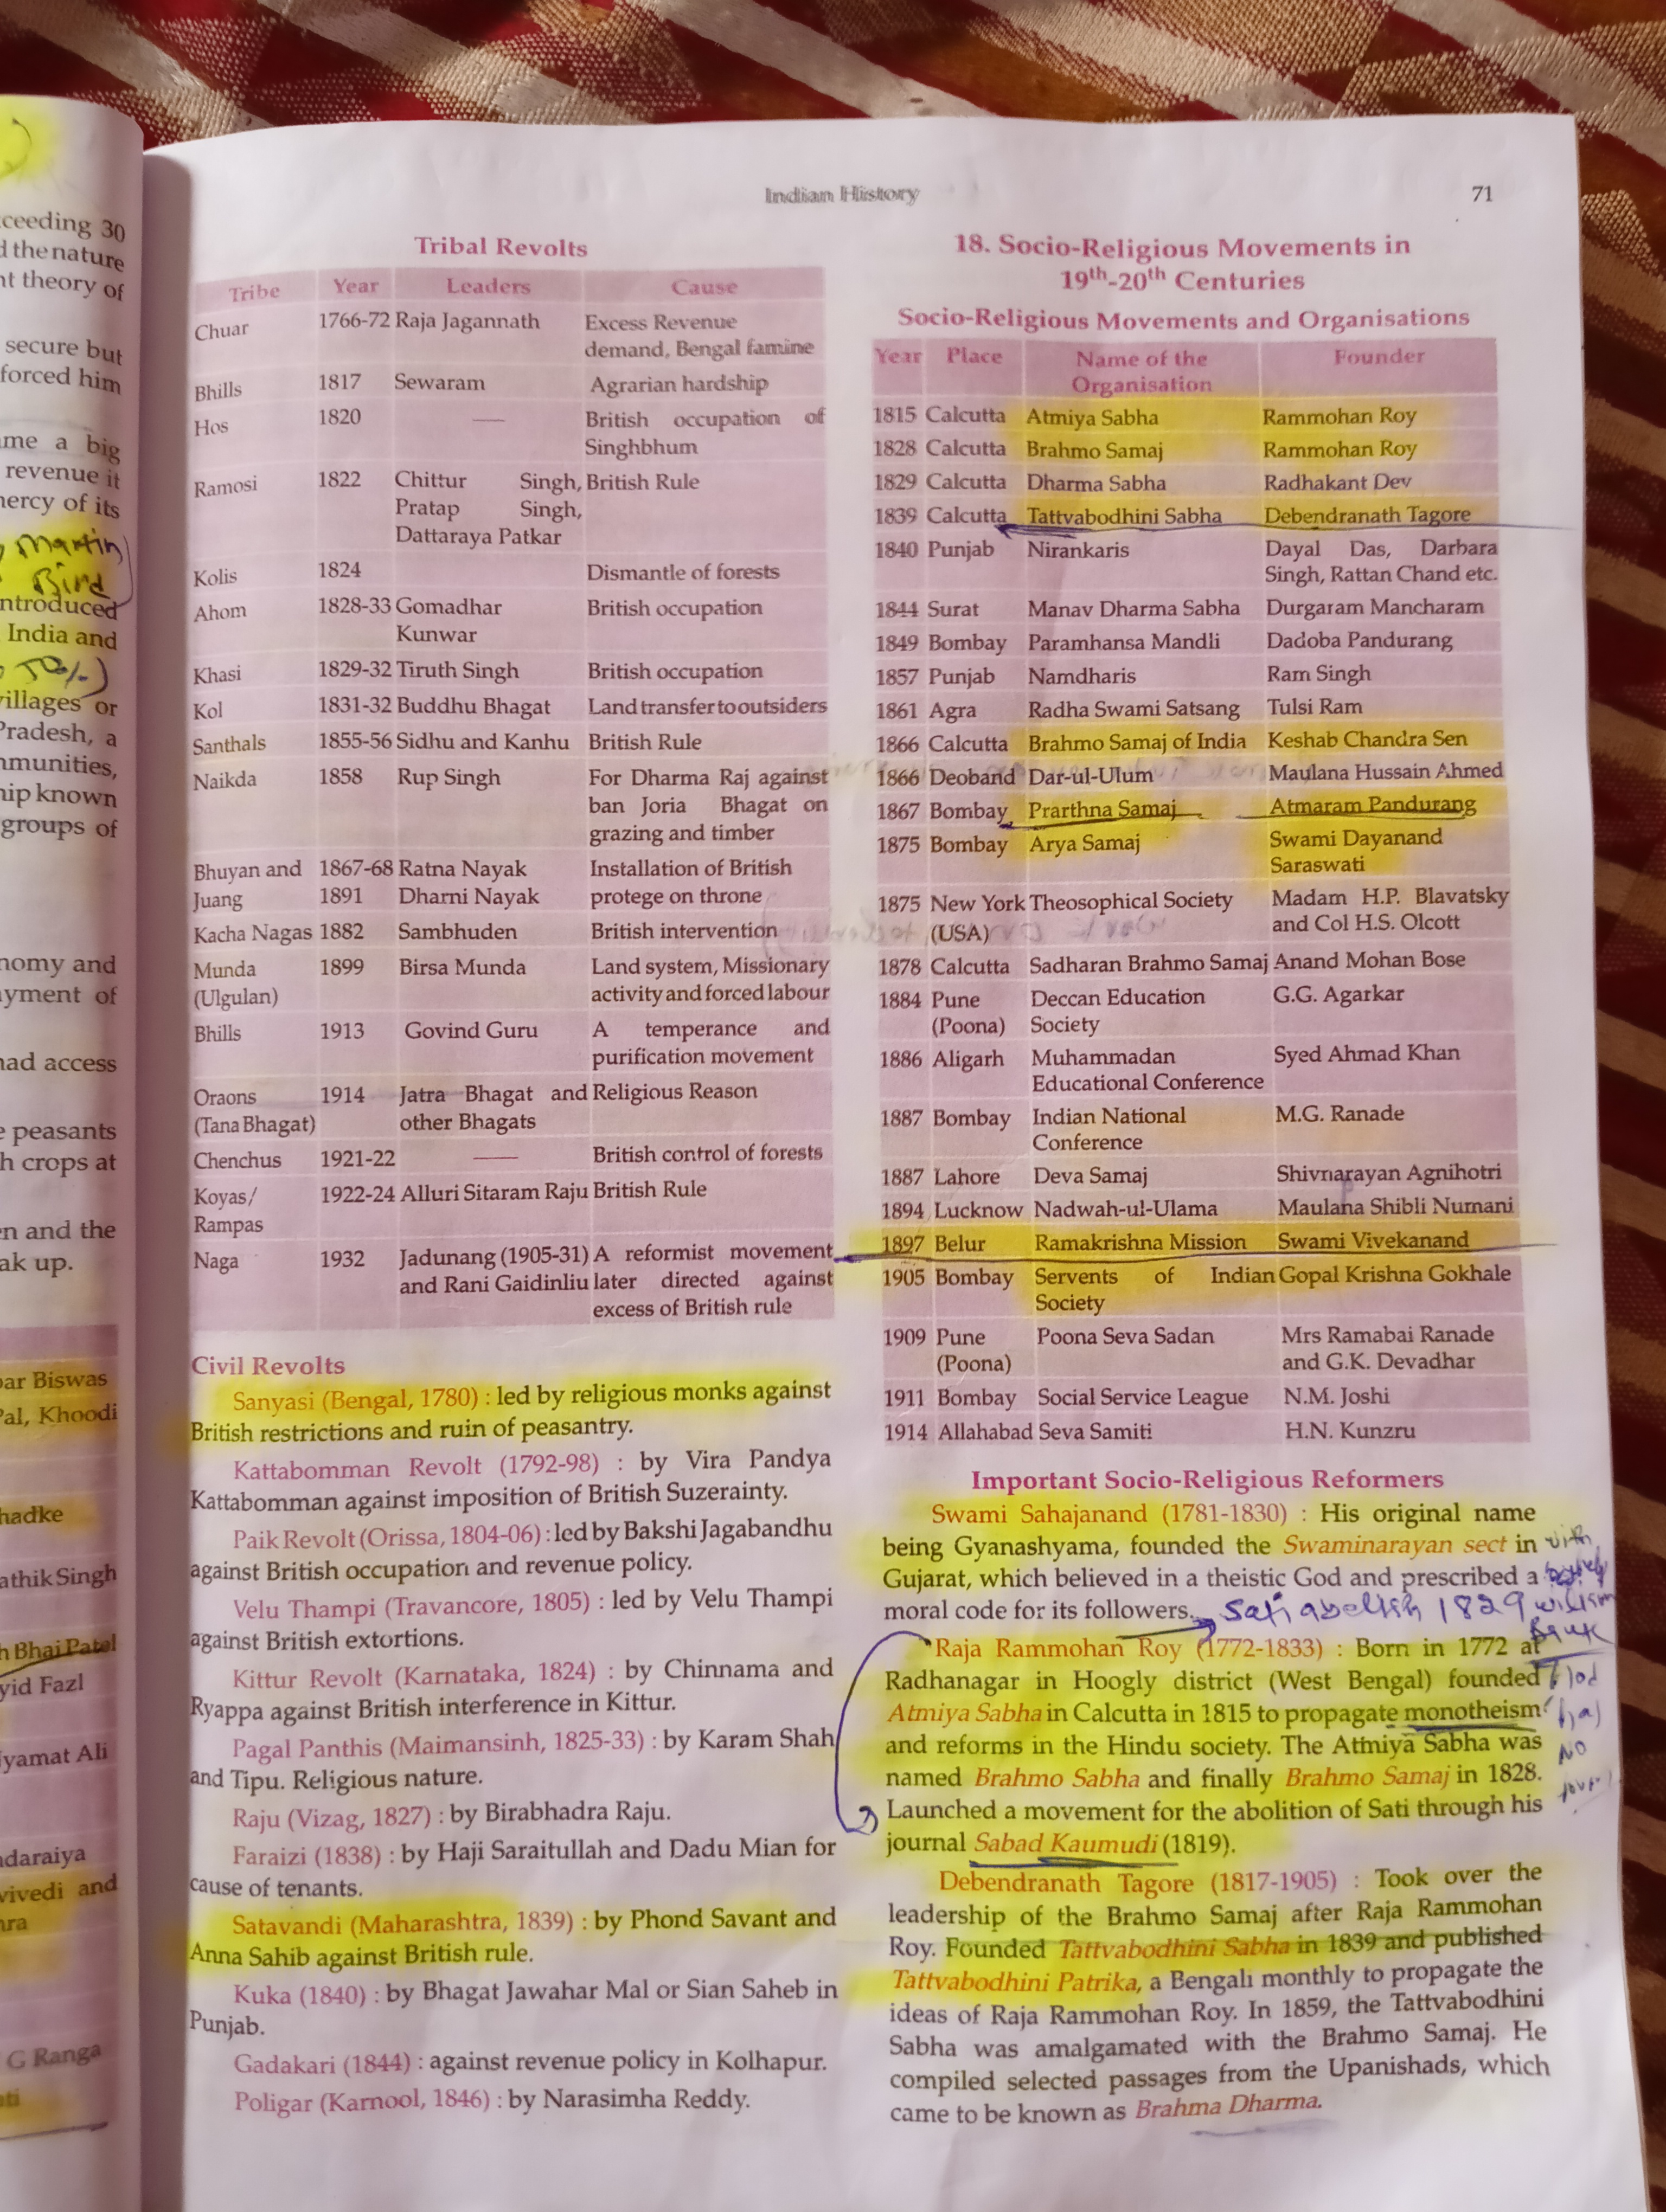 Indian History
71
ceeding 30
d the nature
nt theory of
secure but
forced him
me a big
revenue it
mercy of its
Martin
Bird
ntroduced
India and
50%)
villages or
Pradesh, a
mmunities,
hip known
groups of
nomy and
yment of
had access
e peasants
h crops at
en and the
ak up.
par Biswas
Pal, Khoodi
hadke
athik Singh
h Bhai Patel
yid Fazl
yamat Ali
daraiya
vivedi and
ara
G Ranga
ati
Tribal Revolts
Tribe Year Leaders Cause
Chuar 1766-72 Raja Jagannath Excess Revenue
demand, Bengal famine
Bhills 1817 Sewaram Agrarian hardship
Hos 1820 — British occupation of
Singhbhum
Ramosi 1822 Chittur Singh, British Rule
Pratap Singh,
Dattaraya Patkar
Kolis 1824 Dismantle of forests
Ahom 1828-33 Gomadhar British occupation
Kunwar
Khasi 1829-32 Tiruth Singh British occupation
Kol 1831-32 Buddhu Bhagat Land transfer to outsiders
Santhals 1855-56 Sidhu and Kanhu British Rule
Naikda 1858 Rup Singh For Dharma Raj against
ban Joria Bhagat on
grazing and timber
Bhuyan and 1867-68 Ratna Nayak Installation of British
Juang 1891 Dharni Nayak protege on throne
Kacha Nagas 1882 Sambhuden British intervention
Munda 1899 Birsa Munda Land system, Missionary
(Ulgulan) activity and forced labour
Bhills 1913 Govind Guru A temperance and
purification movement
Oraons 1914 Jatra Bhagat and Religious Reason
(Tana Bhagat) other Bhagats
Chenchus 1921-22 — British control of forests
Koyas/ 1922-24 Alluri Sitaram Raju British Rule
Rampas
Naga 1932 Jadunang (1905-31) A reformist movement
and Rani Gaidinliu later directed against
excess of British rule
Civil Revolts
Sanyasi (Bengal, 1780) : led by religious monks against
British restrictions and ruin of peasantry.
Kattabomman Revolt (1792-98) : by Vira Pandya
Kattabomman against imposition of British Suzerainty.
Paik Revolt (Orissa, 1804-06) : led by Bakshi Jagabandhu
against British occupation and revenue policy.
Velu Thampi (Travancore, 1805) : led by Velu Thampi
against British extortions.
Kittur Revolt (Karnataka, 1824) : by Chinnama and
Ryappa against British interference in Kittur.
Pagal Panthis (Maimansinh, 1825-33) : by Karam Shah
and Tipu. Religious nature.
Raju (Vizag, 1827) : by Birabhadra Raju.
Faraizi (1838) : by Haji Saraitullah and Dadu Mian for
cause of tenants.
Satavandi (Maharashtra, 1839) : by Phond Savant and
Anna Sahib against British rule.
Kuka (1840) : by Bhagat Jawahar Mal or Sian Saheb in
Punjab.
Gadakari (1844) : against revenue policy in Kolhapur.
Poligar (Karnool, 1846) : by Narasimha Reddy.
18. Socio-Religious Movements in
19th-20th Centuries
Socio-Religious Movements and Organisations
Year Place Name of the Founder
Organisation
1815 Calcutta Atmiya Sabha Rammohan Roy
1828 Calcutta Brahmo Samaj Rammohan Roy
1829 Calcutta Dharma Sabha Radhakant Dev
1839 Calcutta Tattvabodhini Sabha Debendranath Tagore
1840 Punjab Nirankaris Dayal Das, Darbara
Singh, Rattan Chand etc.
1844 Surat Manav Dharma Sabha Durgaram Mancharam
1849 Bombay Paramhansa Mandli Dadoba Pandurang
1857 Punjab Namdharis Ram Singh
1861 Agra Radha Swami Satsang Tulsi Ram
1866 Calcutta Brahmo Samaj of India Keshab Chandra Sen
1866 Deoband Dar-ul-Ulum Maulana Hussain Ahmed
1867 Bombay Prarthna Samaj Atmaram Pandurang
1875 Bombay Arya Samaj Swami Dayanand
Saraswati
1875 New York Theosophical Society Madam H.P. Blavatsky
(USA) and Col H.S. Olcott
1878 Calcutta Sadharan Brahmo Samaj Anand Mohan Bose
1884 Pune Deccan Education G.G. Agarkar
(Poona) Society
1886 Aligarh Muhammadan Syed Ahmad Khan
Educational Conference
1887 Bombay Indian National M.G. Ranade
Conference
1887 Lahore Deva Samaj Shivnarayan Agnihotri
1894 Lucknow Nadwah-ul-Ulama Maulana Shibli Numani
1897 Belur Ramakrishna Mission Swami Vivekanand
1905 Bombay Servents of Indian Gopal Krishna Gokhale
Society
1909 Pune Poona Seva Sadan Mrs Ramabai Ranade
(Poona) and G.K. Devadhar
1911 Bombay Social Service League N.M. Joshi
1914 Allahabad Seva Samiti H.N. Kunzru
Important Socio-Religious Reformers
Swami Sahajanand (1781-1830) : His original name
being Gyanashyama, founded the Swaminarayan sect in
Gujarat, which believed in a theistic God and prescribed a
moral code for its followers.
with
Sati abolish 1829
Raja Rammohan Roy (1772-1833) : Born in 1772 at
Radhanagar in Hoogly district (West Bengal) founded
Atmiya Sabha in Calcutta in 1815 to propagate monotheism
and reforms in the Hindu society. The Atmiya Sabha was
named Brahmo Sabha and finally Brahmo Samaj in 1828.
Launched a movement for the abolition of Sati through his
journal Sabad Kaumudi (1819).
God
has
NO
Debendranath Tagore (1817-1905) : Took over the
leadership of the Brahmo Samaj after Raja Rammohan
Roy. Founded Tattvabodhini Sabha in 1839 and published
Tattvabodhini Patrika, a Bengali monthly to propagate the
ideas of Raja Rammohan Roy. In 1859, the Tattvabodhini
Sabha was amalgamated with the Brahmo Samaj. He
compiled selected passages from the Upanishads, which
came to be known as Brahma Dharma.